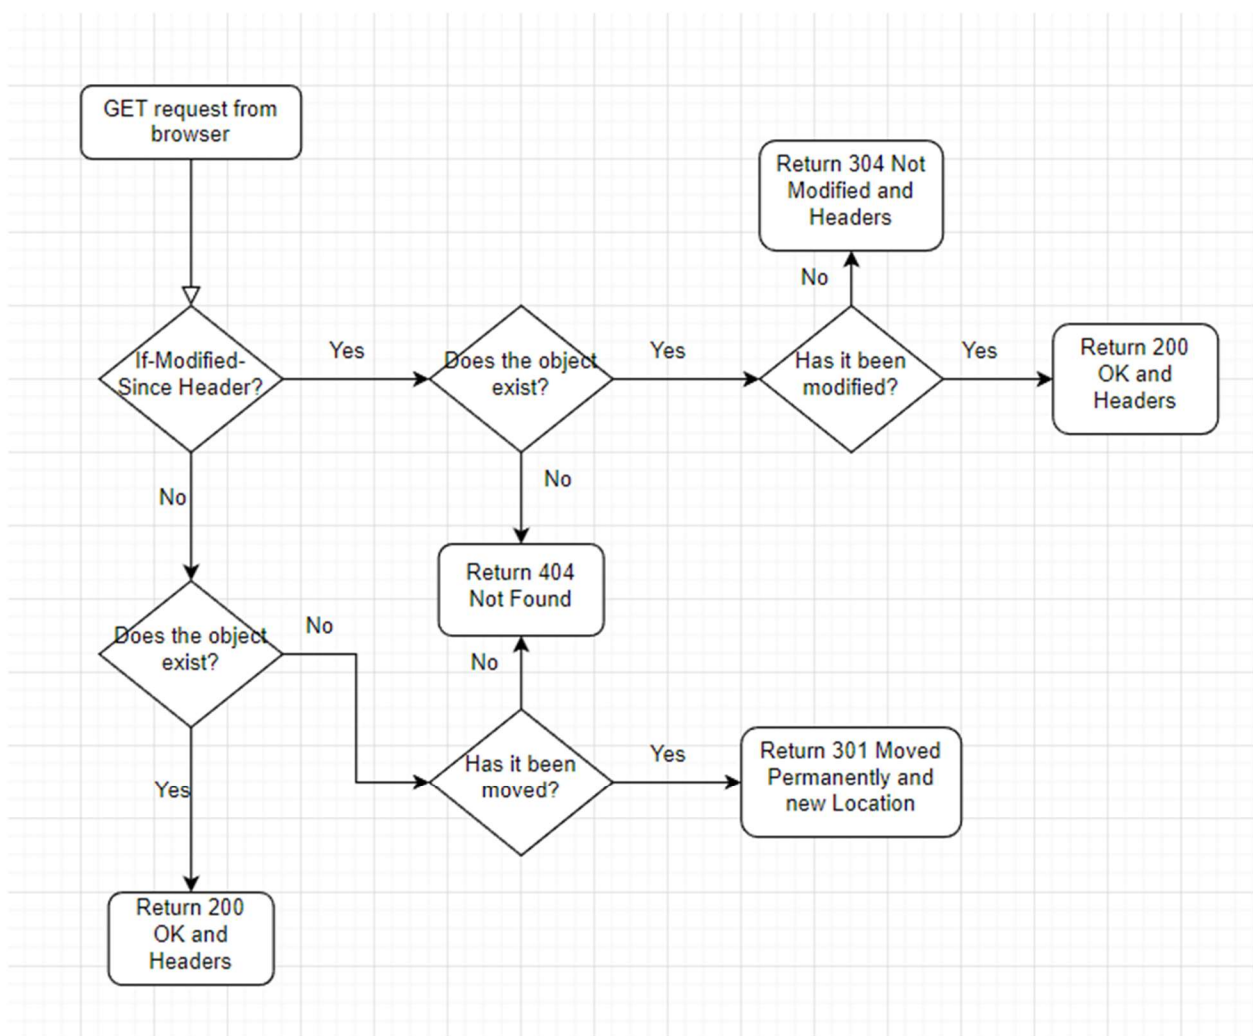 GET request from
browser
Return 304 Not
Modified and
Headers
No
If-Modified-
Since Header?
Yes
Does the object
exist?
Yes
Has it been
modified?
Yes
Return 200
OK and
Headers
No
No
Return 404
Not Found
Does the object
exist?
No
No
Has it been
moved?
Yes
Return 301 Moved
Permanently and
new Location
Yes
Return 200
OK and
Headers